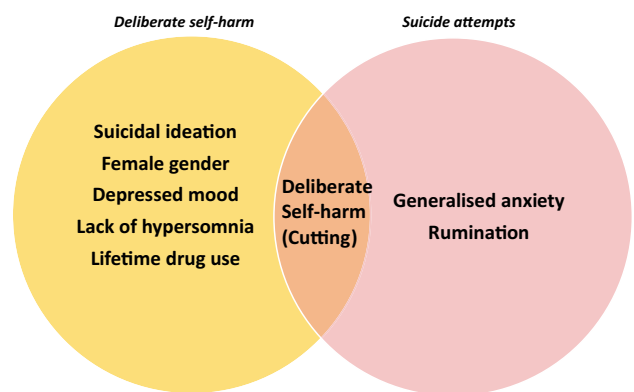 Deliberate self-harm
Suicide attempts
Suicidal ideation
Female gender
Depressed mood
Lack of hypersomnia
Lifetime drug use
Deliberate
Self-harm
(Cutting)
Generalised anxiety
Rumination